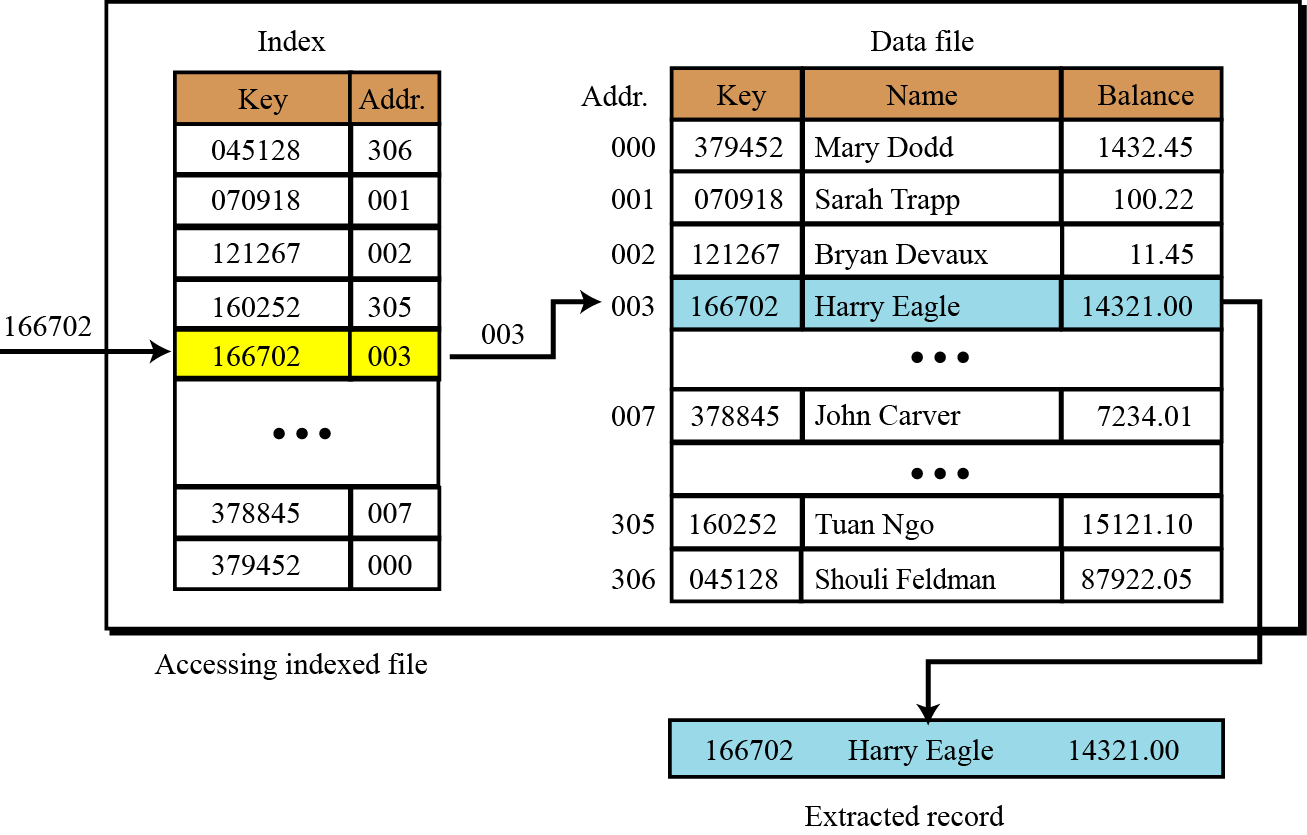 Index
Data file
Key Addr.
045128 306
070918 001
121267 002
160252 305
166702
166702 003
•••
378845 007
379452 000
003
Addr. Key Name Balance
000 379452 Mary Dodd 1432.45
001 070918 Sarah Trapp 100.22
002 121267 Bryan Devaux 11.45
003 166702 Harry Eagle 14321.00
•••
007 378845 John Carver 7234.01
•••
305 160252 Tuan Ngo 15121.10
306 045128 Shouli Feldman 87922.05
Accessing indexed file
166702 Harry Eagle 14321.00
Extracted record